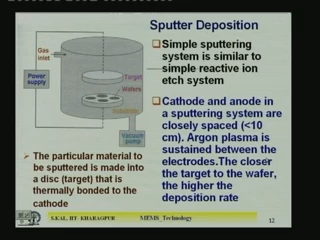 Sputter Deposition
Gas
inlet
Power
supply
Target
Wafers
Vacuum
pump
Simple sputtering
system is similar to
simple reactive ion
etch system
Cathode and anode in
a sputtering system are
closely spaced (<10
cm). Argon plasma is
sustained between the
electrodes.The closer
the target to the wafer,
the higher the
deposition rate
The particular material to
be sputtered is made into
a disc (target) that is
thermally bonded to the
cathode
S.KAL, IIT- KHARAGPUR
MEMS_Technology
12